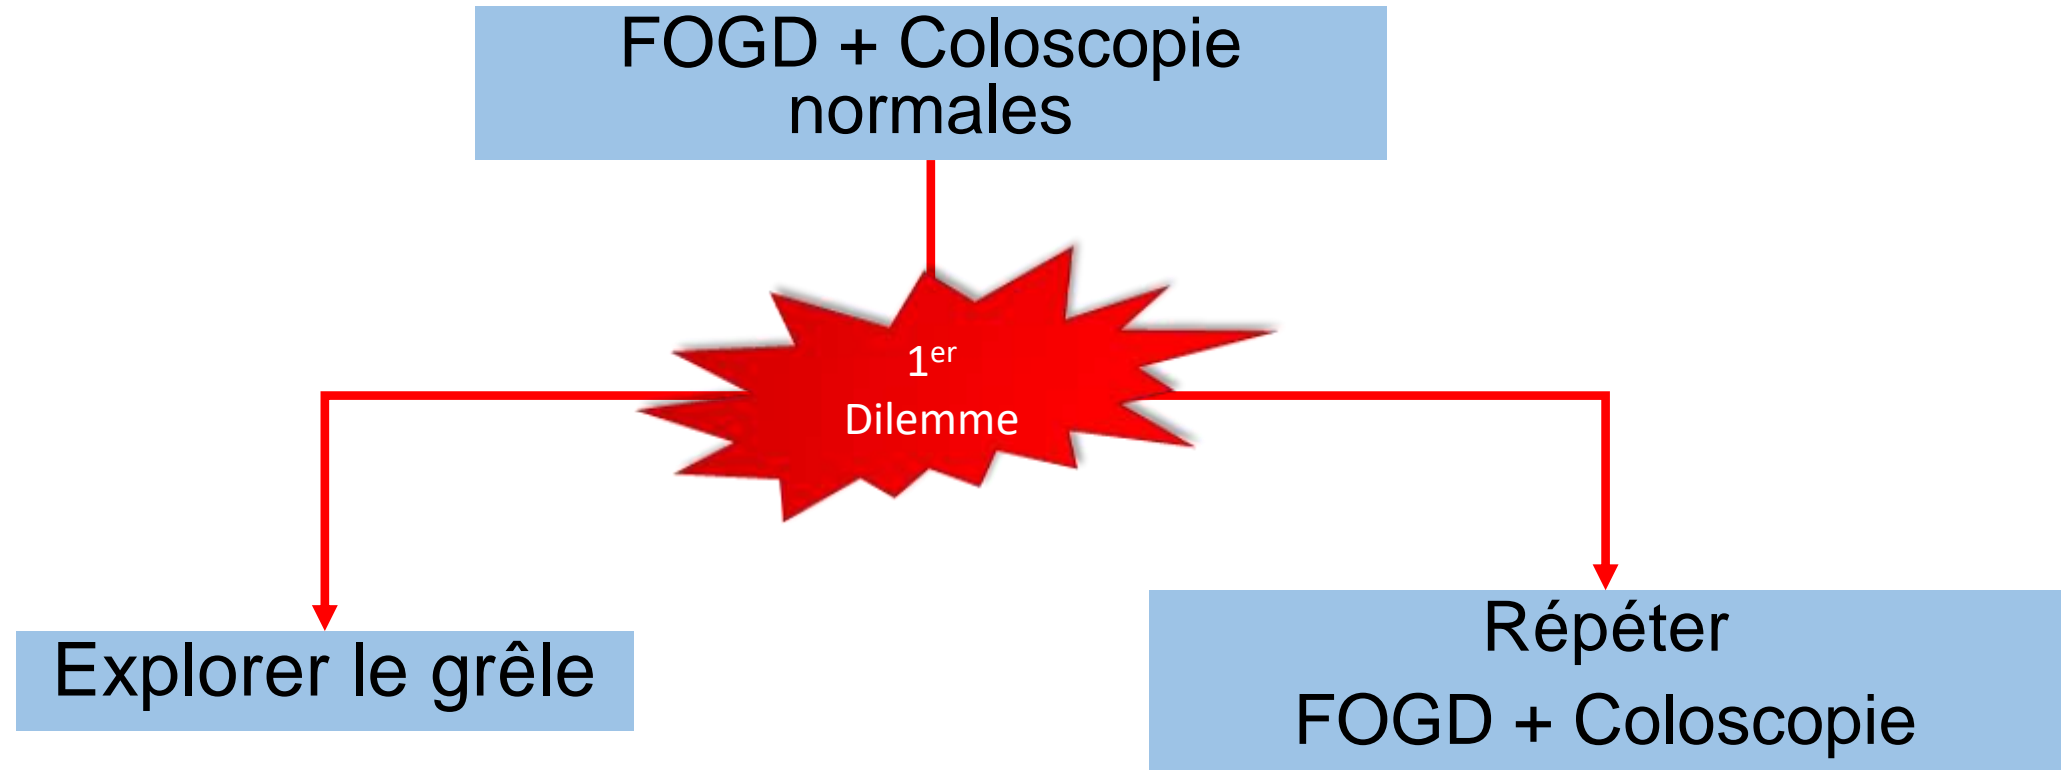 FOGD + Coloscopie
normales
1er
Dilemme
Explorer le grêle
Répéter
FOGD + Coloscopie